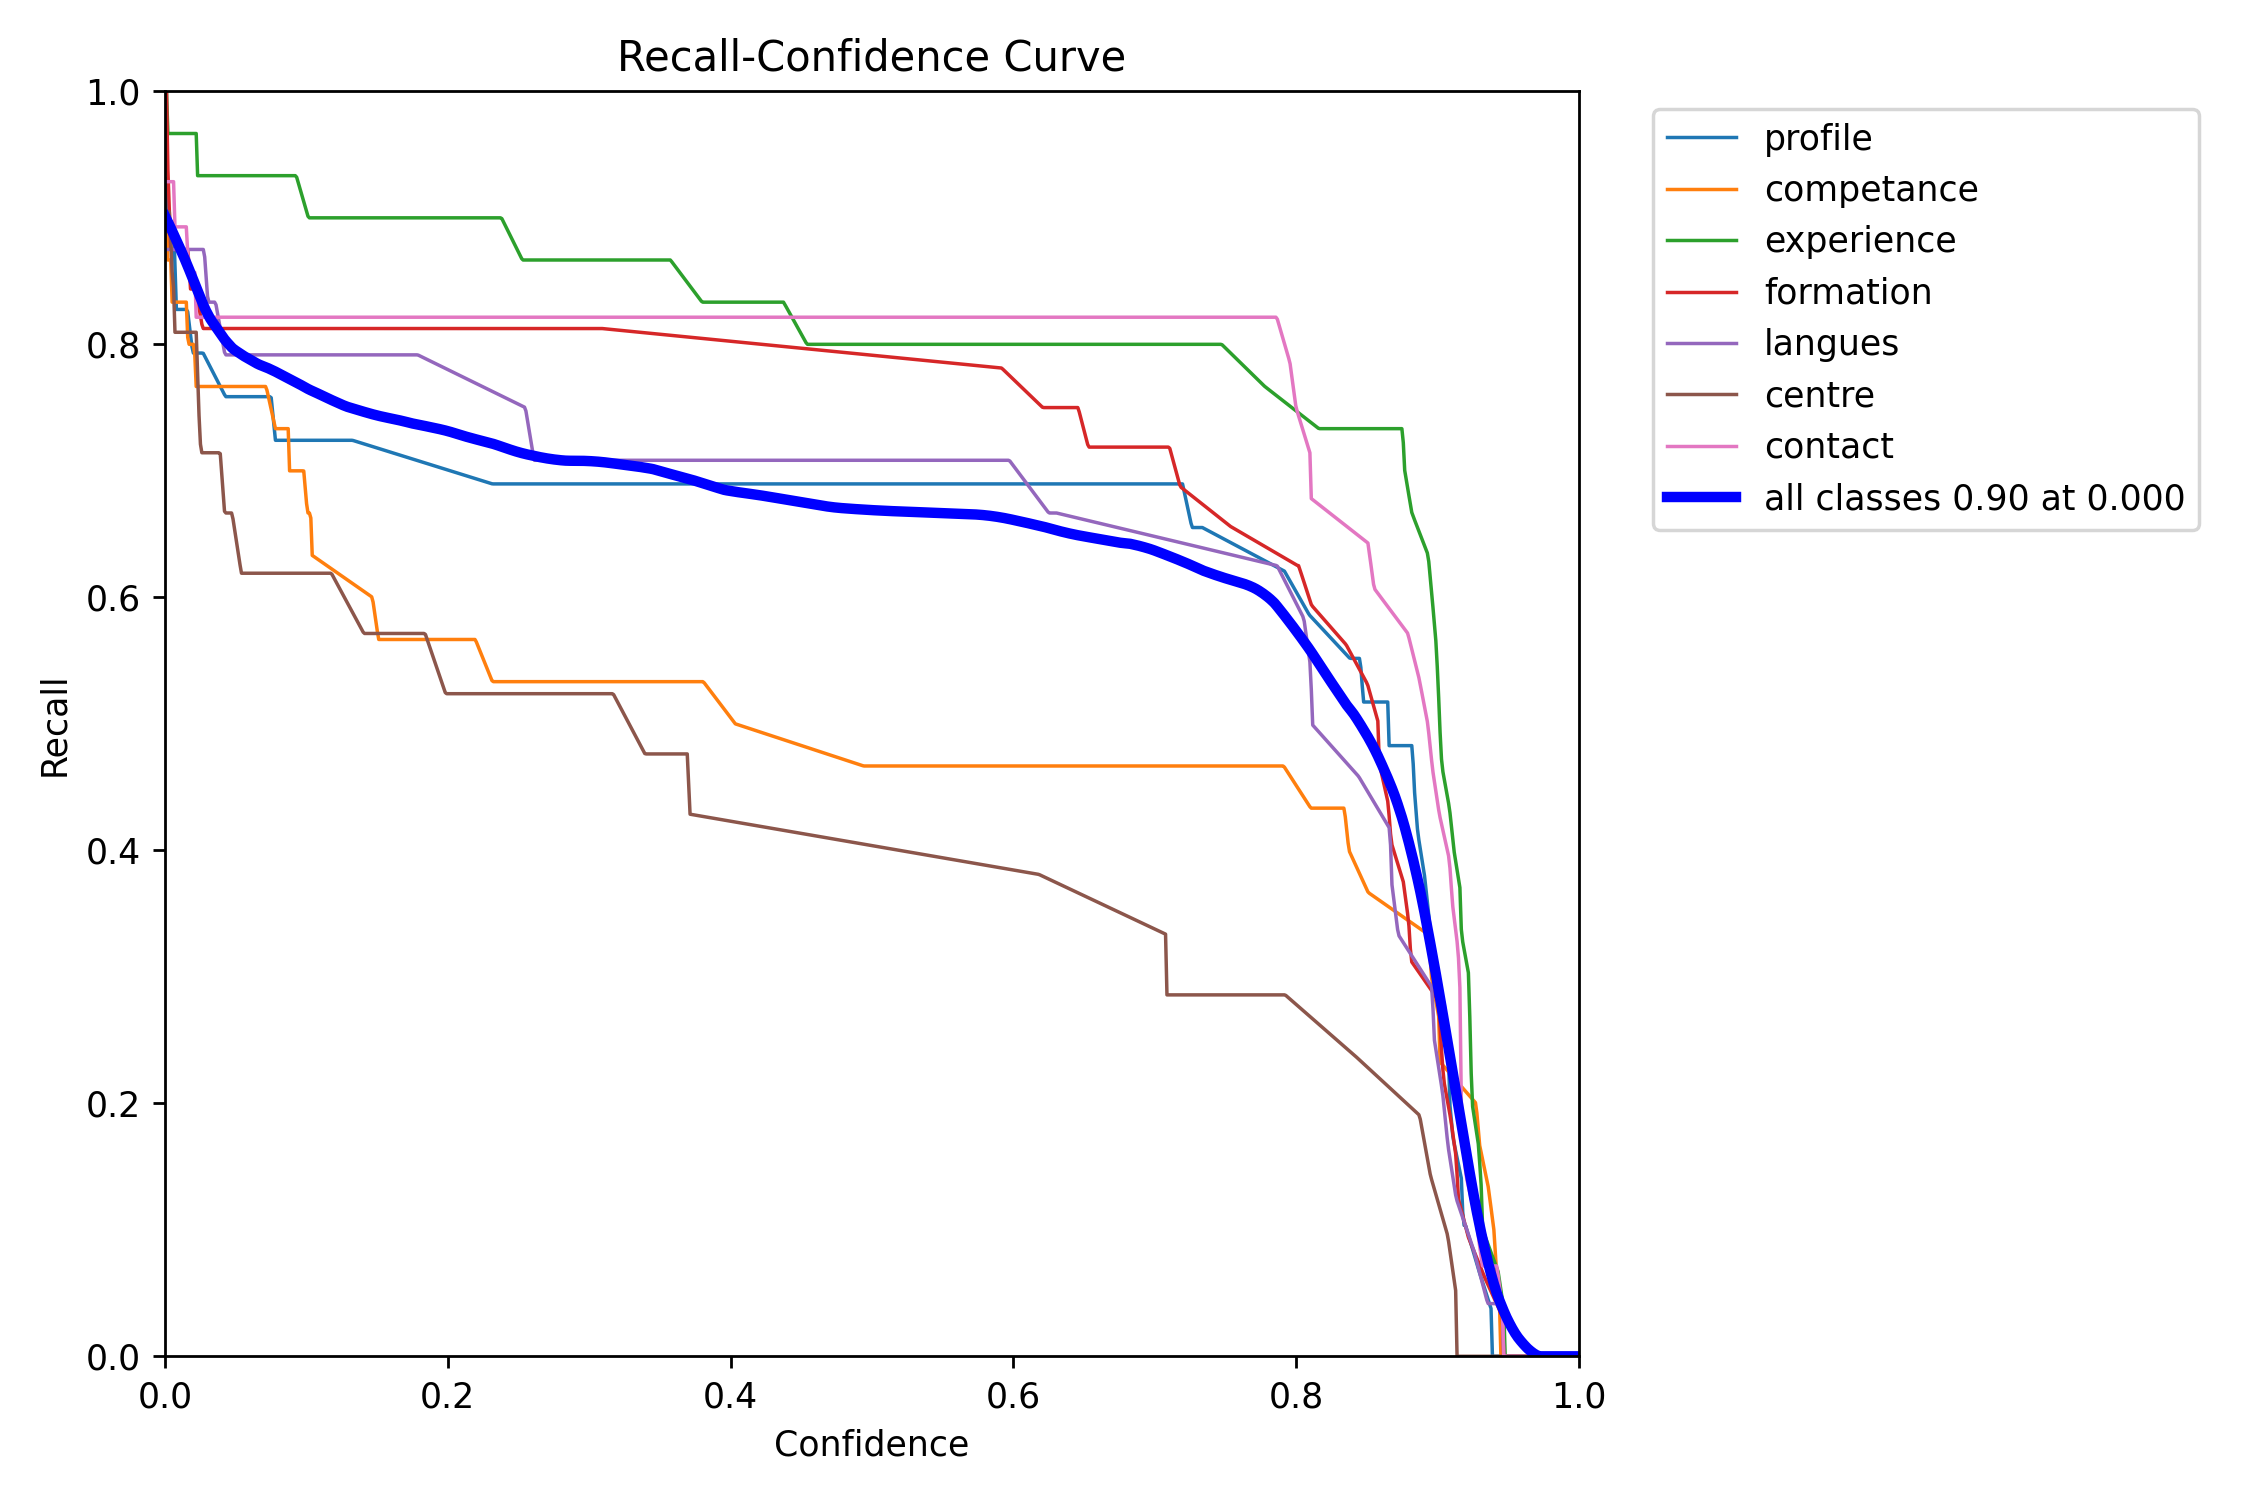 Recall-Confidence Curve
1.0
0.8
0.6
0.4
0.2
0.0
Recall
0.0 0.2 0.4 0.6 0.8 1.0
Confidence
profile
competance
experience
formation
langues
centre
contact
all classes 0.90 at 0.000